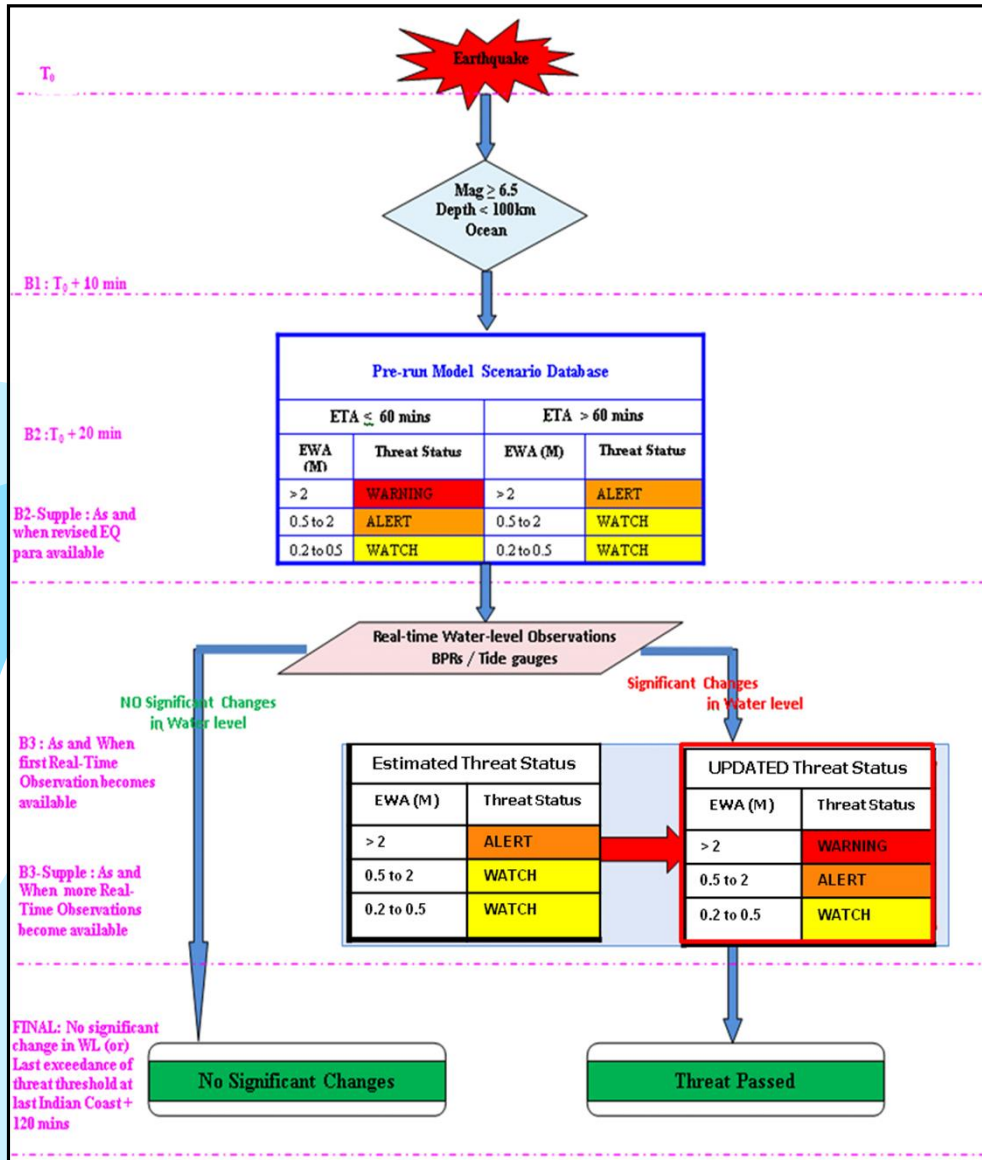 Earthquake
T₀
Mag ≥ 6.5
Depth < 100km
Ocean
B1 : T₀ + 10 min
Pre-run Model Scenario Database
ETA ≤ 60 mins ETA > 60 mins
B2 : T₀ + 20 min
EWA (M) Threat Status EWA (M) Threat Status
> 2 WARNING > 2 ALERT
0.5 to 2 ALERT 0.5 to 2 WATCH
0.2 to 0.5 WATCH 0.2 to 0.5 WATCH
B2-Supple : As and
when revised EQ
para available
Real-time Water-level Observations
BPRs / Tide gauges
NO Significant Changes
in Water level
Significant Changes
in Water level
B3 : As and When
first Real-Time
Observation becomes
available
Estimated Threat Status
EWA (M) Threat Status
> 2 ALERT
0.5 to 2 WATCH
0.2 to 0.5 WATCH
UPDATED Threat Status
EWA (M) Threat Status
> 2 WARNING
0.5 to 2 ALERT
0.2 to 0.5 WATCH
B3-Supple : As and
When more Real-
Time Observations
become available
FINAL: No significant
change in WL (or)
Last exceedance of
threat threshold at
last Indian Coast +
120 mins
No Significant Changes
Threat Passed